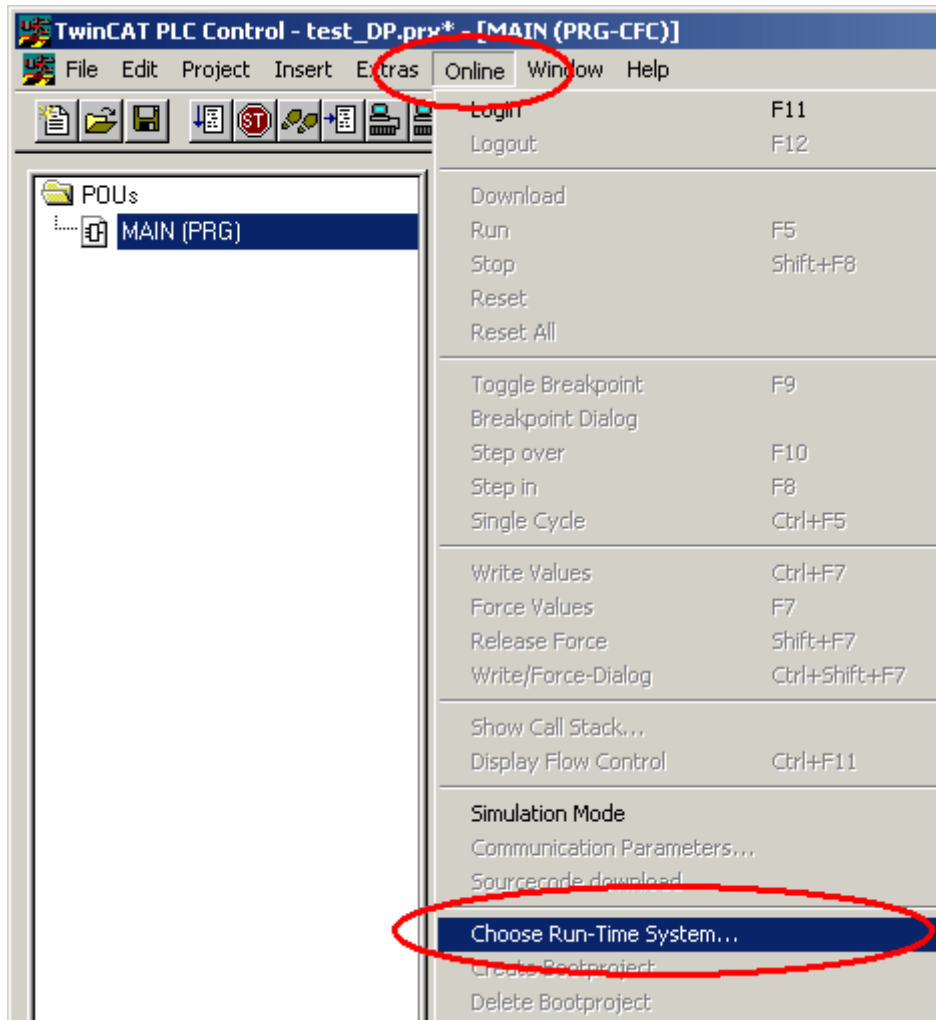 TwinCAT PLC Control - test_DP.prx* - [MAIN (PRG-CFC)]
File Edit Project Insert Extras Online Window Help
ST
POUs
MAIN (PRG)
Login F11
Logout F12
Download
Run F5
Stop Shift+F8
Reset
Reset All
Toggle Breakpoint F9
Breakpoint Dialog
Step over F10
Step in F8
Single Cycle Ctrl+F5
Write Values Ctrl+F7
Force Values F7
Release Force Shift+F7
Write/Force-Dialog Ctrl+Shift+F7
Show Call Stack...
Display Flow Control Ctrl+F11
Simulation Mode
Communication Parameters...
Sourcecode download
Choose Run-Time System...
Create Bootproject
Delete Bootproject